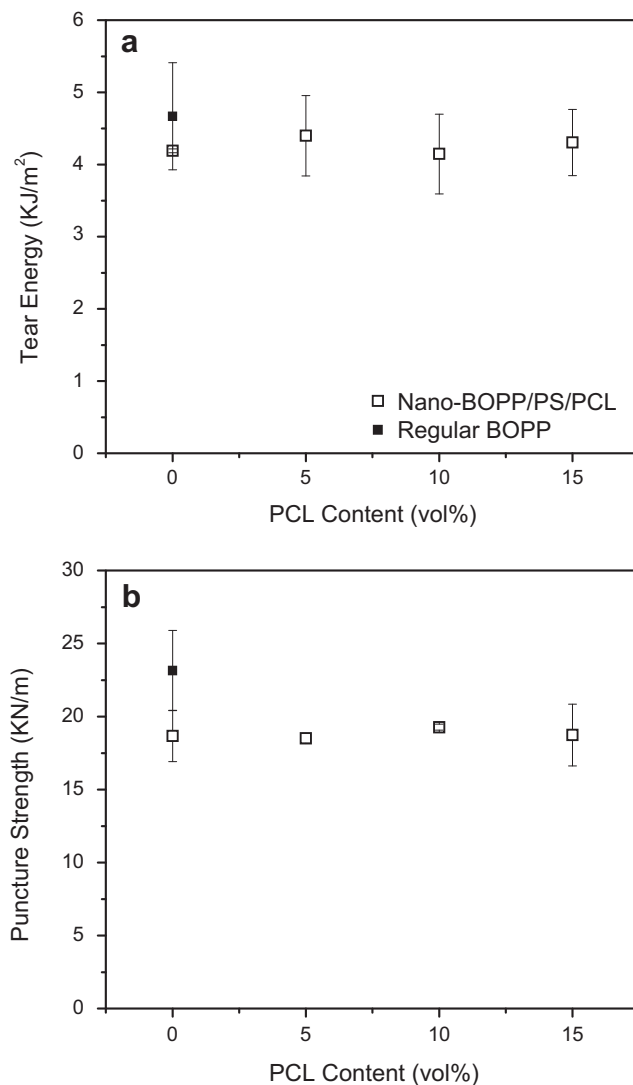 a
6
5
4
3
2
1
0
Tear Energy (KJ/m²)
Nano-BOPP/PS/PCL
Regular BOPP
0 5 10 15
PCL Content (vol%)
b
30
25
20
15
10
5
0
Puncture Strength (KN/m)
0 5 10 15
PCL Content (vol%)